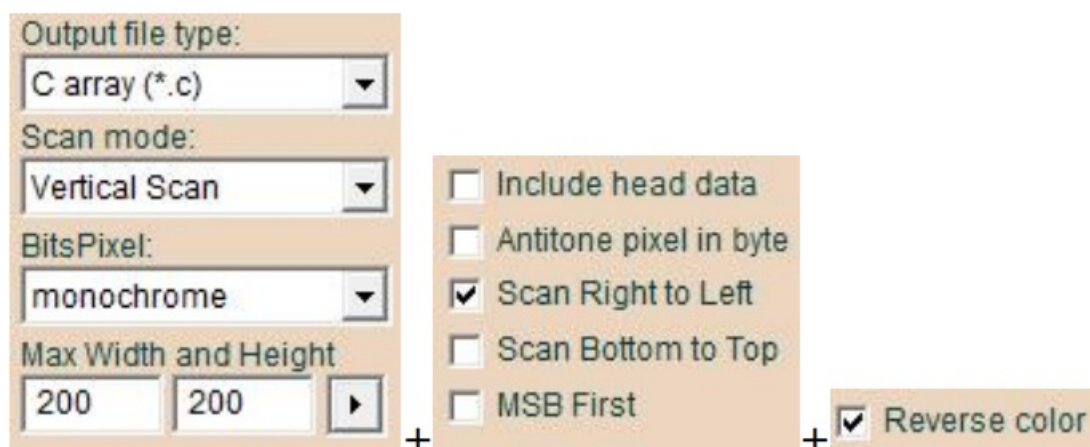 Output file type:
C array (*.c)
Scan mode:
Vertical Scan
BitsPixel:
monochrome
Max Width and Height
200 200
+
Include head data
Antitone pixel in byte
Scan Right to Left
Scan Bottom to Top
MSB First
+
Reverse color